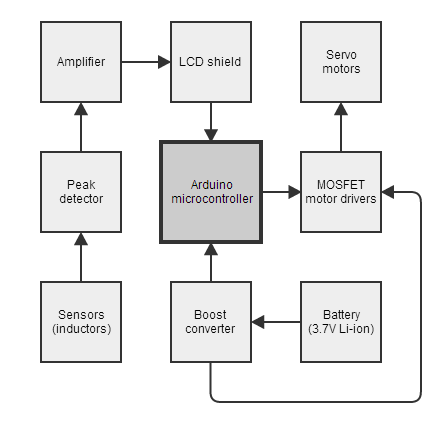 Amplifier
LCD shield
Servo
motors
Peak
detector
Arduino
microcontroller
MOSFET
motor drivers
Sensors
(inductors)
Boost
converter
Battery
(3.7V Li-ion)